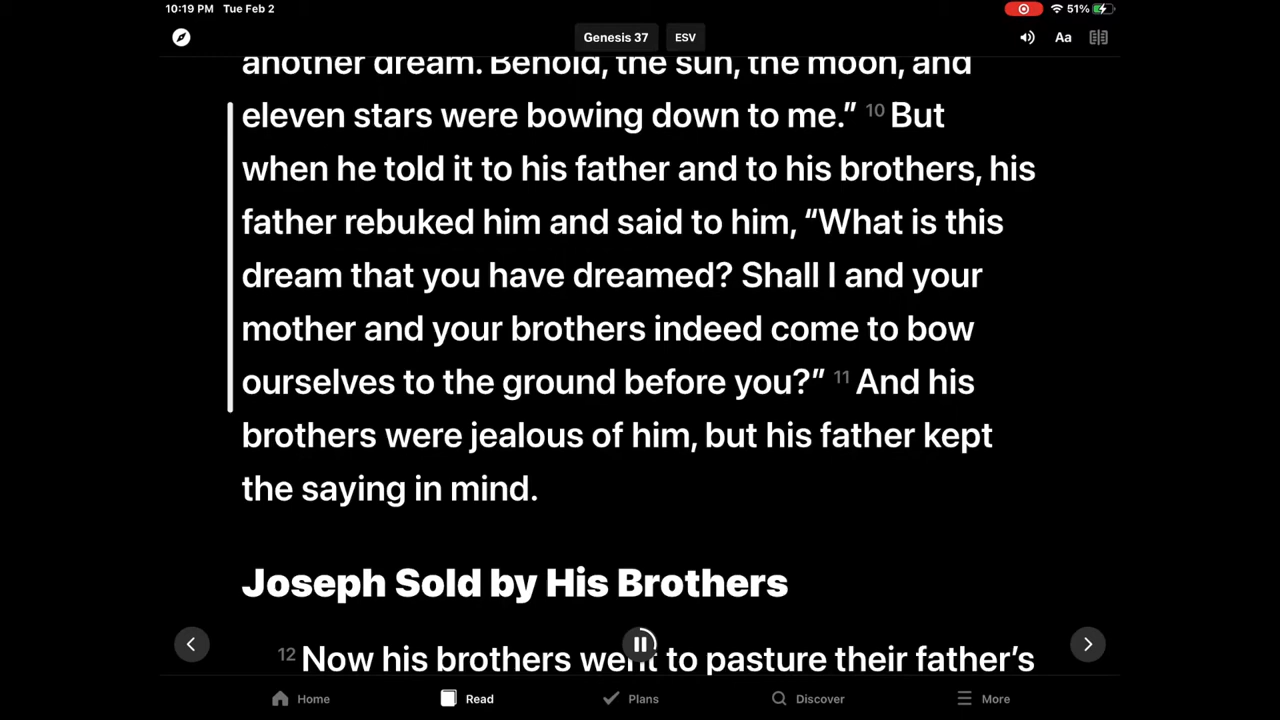 10:19 PM Tue Feb 2 51%
Genesis 37 ESV Aa
another dream. Behold, the sun, the moon, and
eleven stars were bowing down to me.” 10 But
when he told it to his father and to his brothers, his
father rebuked him and said to him, “What is this
dream that you have dreamed? Shall I and your
mother and your brothers indeed come to bow
ourselves to the ground before you?” 11 And his
brothers were jealous of him, but his father kept
the saying in mind.
Joseph Sold by His Brothers
12 Now his brothers went to pasture their father’s
Home Read Plans Discover More